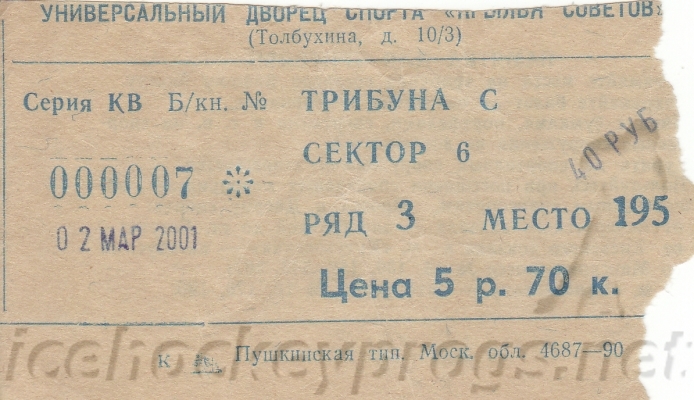 УНИВЕРСАЛЬНЫЙ ДВОРЕЦ СПОРТА «КРЫЛЬЯ СОВЕТОВ»
(Толбухина, д. 10/3)
Серия КВ Б/кн. № ТРИБУНА С
СЕКТОР 6
40 РУБ
000007
РЯД 3 МЕСТО 195
02 МАР 2001
Цена 5 р. 70 к.
К Пушкинская тип. Моск. обл. 4687—90
icehockeyprogs.net